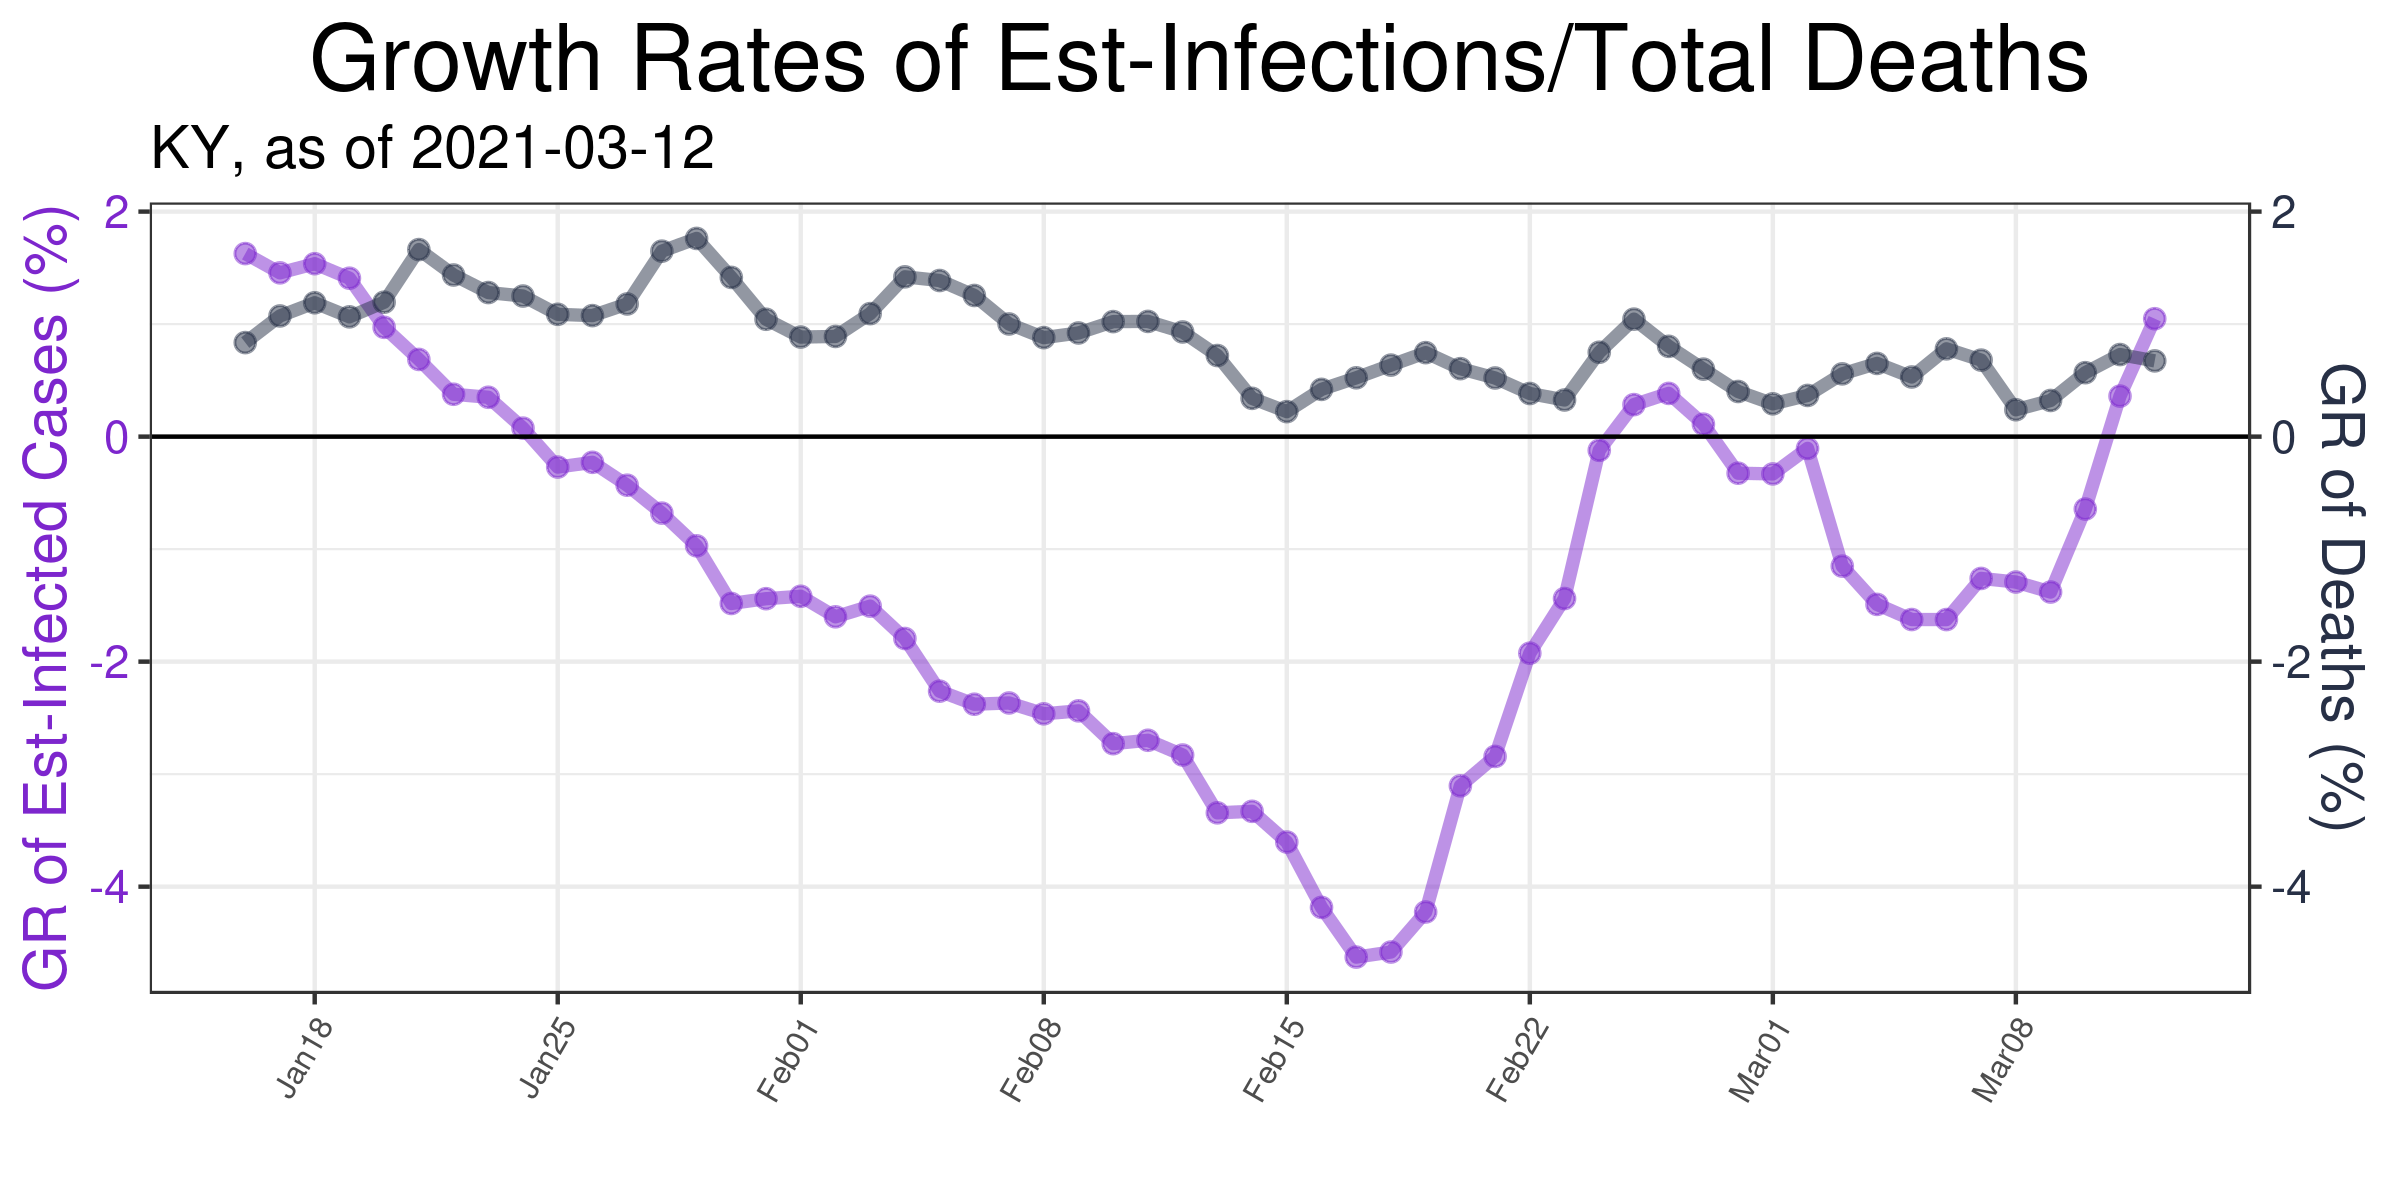 Growth Rates of Est-Infections/Total Deaths
KY, as of 2021-03-12
GR of Est-Infected Cases (%)
2
0
-2
-4
2
0
-2
-4
GR of Deaths (%)
Jan18
Jan25
Feb01
Feb08
Feb15
Feb22
Mar01
Mar08